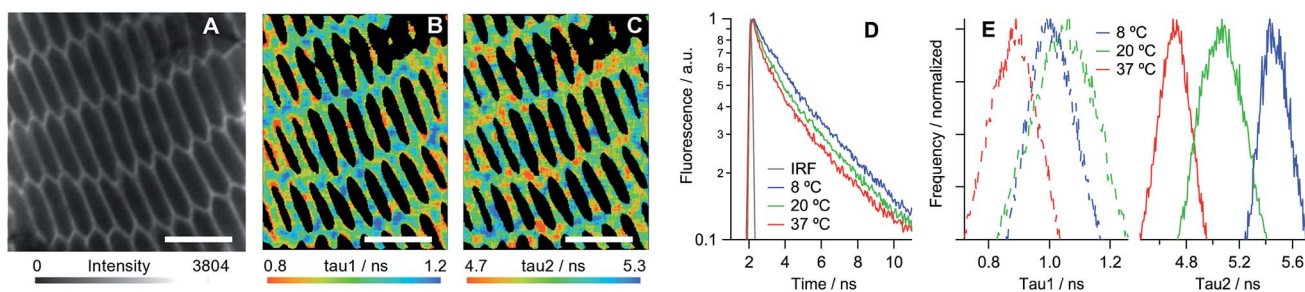 A
0 Intensity 3804
B
0.8 tau1 / ns 1.2
C
4.7 tau2 / ns 5.3
D
Fluorescence / a.u.
1
7
5
3
2
0.1
IRF
8 ºC
20 ºC
37 ºC
2 4 6 8 10
Time / ns
E
Frequency / normalized
8 ºC
20 ºC
37 ºC
0.8 1.0 1.2
Tau1 / ns
4.8 5.2 5.6
Tau2 / ns